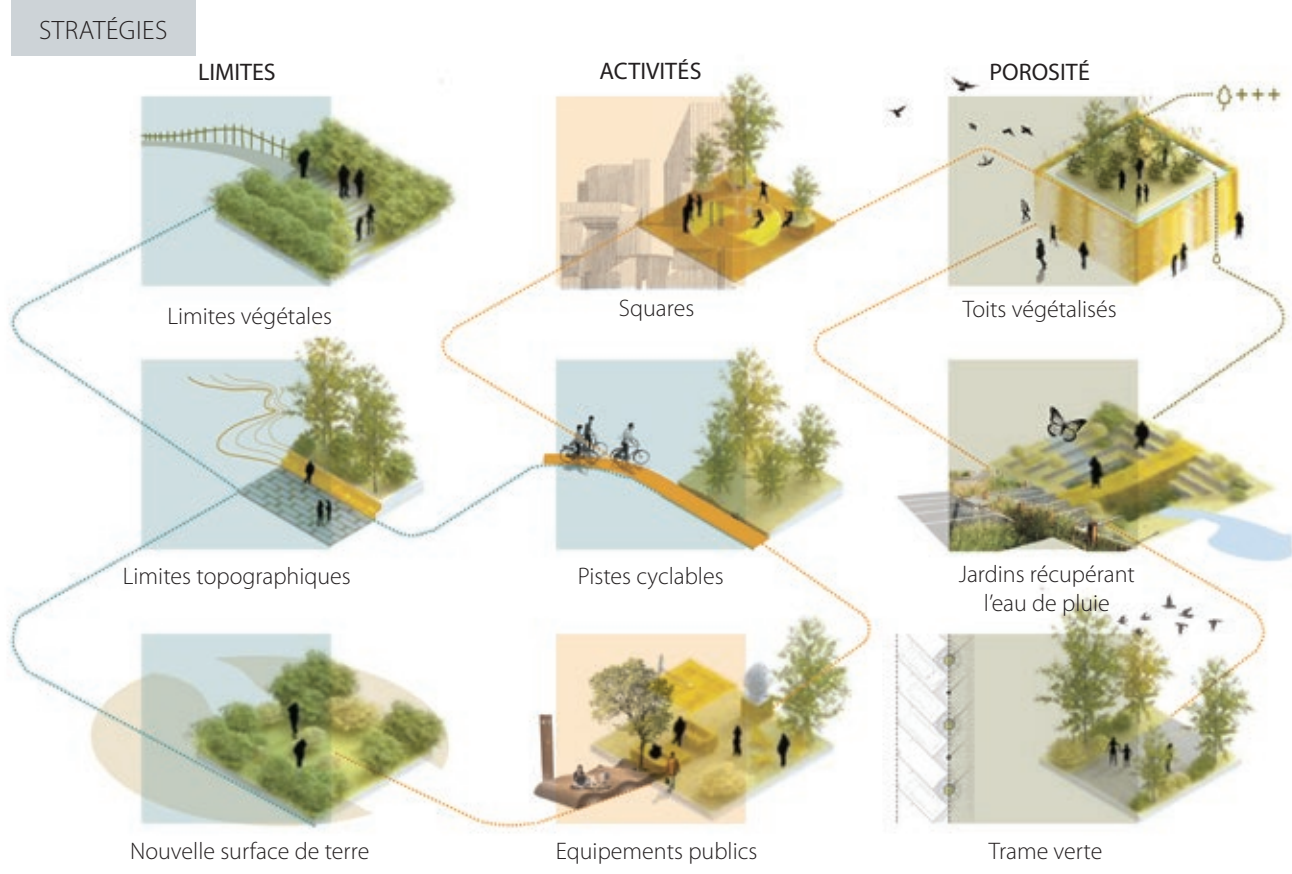 STRATÉGIES
LIMITES
ACTIVITÉS
POROSITÉ
+++
Limites végétales
Squares
Toits végétalisés
Limites topographiques
Pistes cyclables
Jardins récupérant
l'eau de pluie
Nouvelle surface de terre
Equipements publics
Trame verte